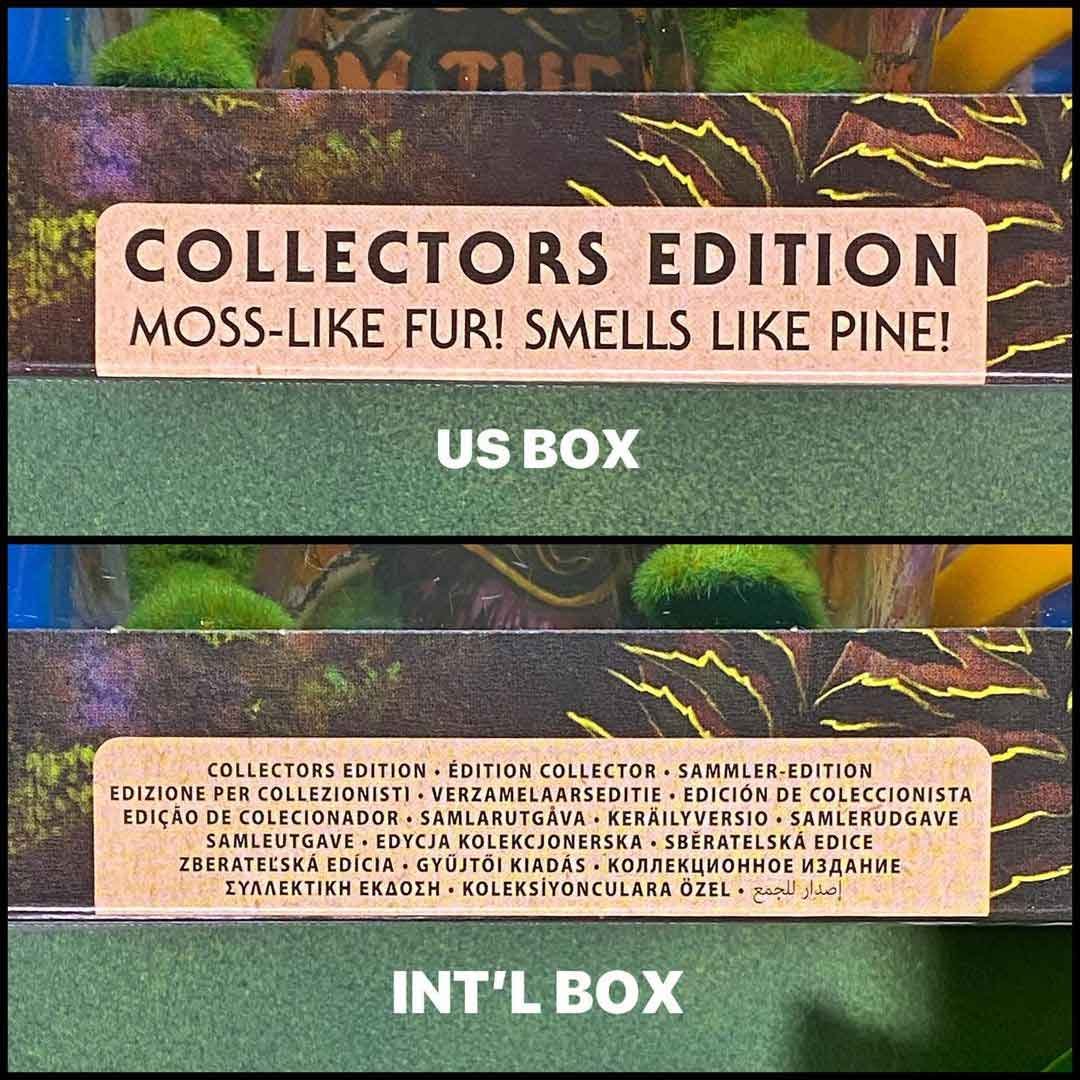 OM THE
COLLECTORS EDITION
MOSS-LIKE FUR! SMELLS LIKE PINE!
US BOX
COLLECTORS EDITION • ÉDITION COLLECTOR • SAMMLER-EDITION
EDIZIONE PER COLLEZIONISTI • VERZAMELAARSEDITIE • EDICIÓN DE COLECCIONISTA
EDIÇÃO DE COLECIONADOR • SAMLARUTGÅVA • KERÄILYVERSIO • SAMLERUDGAVE
SAMLEUTGAVE • EDYCJA KOLEKCJONERSKA • SBĚRATELSKÁ EDICE
ZBERATEĽSKÁ EDÍCIA • GYŰJTŐI KIADÁS • КОЛЛЕКЦИОННОЕ ИЗДАНИЕ
ΣΥΛΛΕΚΤΙΚΗ ΕΚΔΟΣΗ • KOLEKSİYONCULARA ÖZEL • إصدار للجمع
INT'L BOX